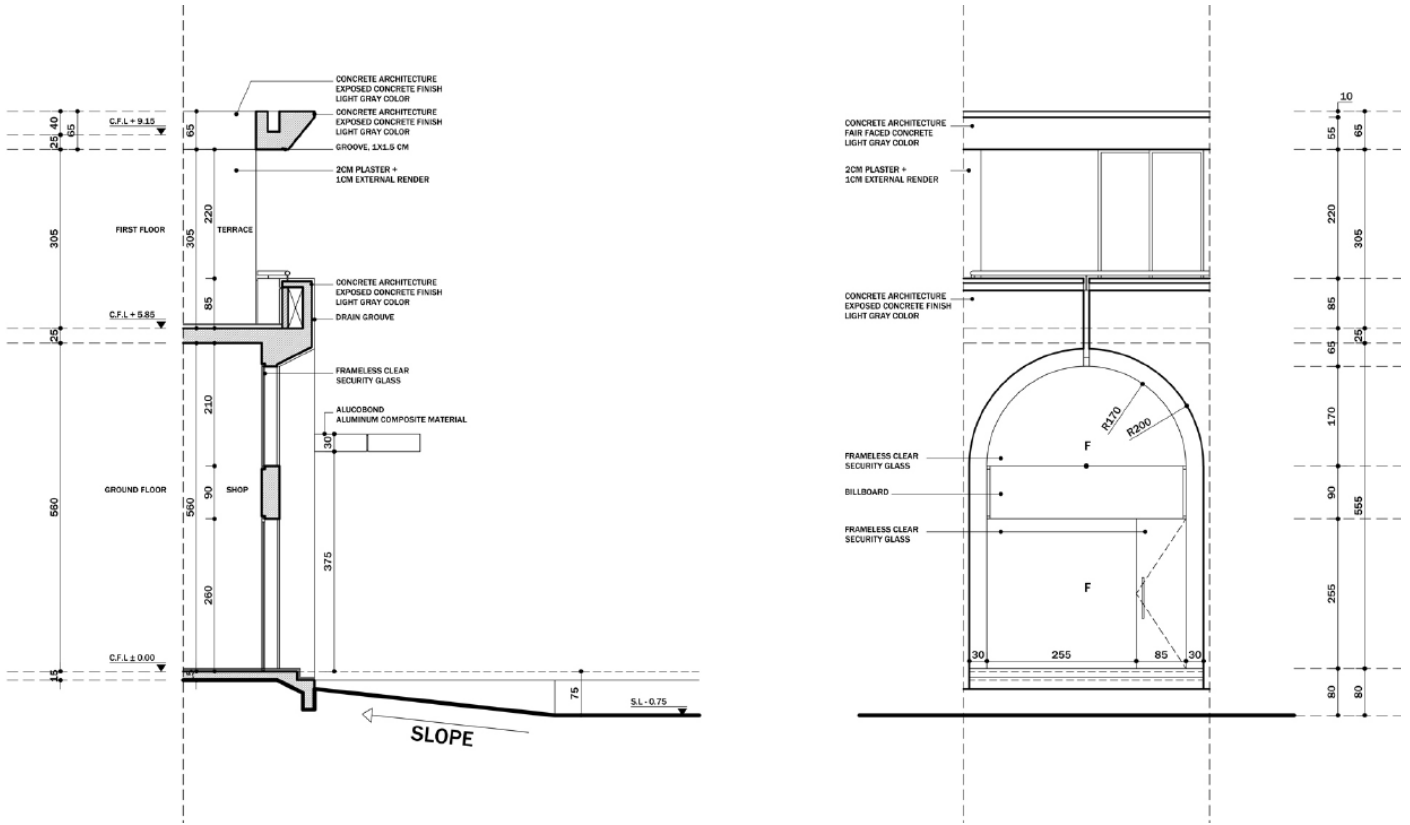 CONCRETE ARCHITECTURE
EXPOSED CONCRETE FINISH
LIGHT GRAY COLOR
CONCRETE ARCHITECTURE
EXPOSED CONCRETE FINISH
LIGHT GRAY COLOR
GROOVE, 1X1.5 CM
2CM PLASTER +
1CM EXTERNAL RENDER
C.F.L + 9.15
40
25
65
65
FIRST FLOOR
TERRACE
305
305
220
85
CONCRETE ARCHITECTURE
EXPOSED CONCRETE FINISH
LIGHT GRAY COLOR
DRAIN GROUVE
C.F.L + 5.85
25
FRAMELESS CLEAR
SECURITY GLASS
ALUCOBOND
ALUMINUM COMPOSITE MATERIAL
30
GROUND FLOOR
SHOP
560
560
210
90
260
375
C.F.L ± 0.00
15
75
S.L - 0.75
SLOPE
CONCRETE ARCHITECTURE
FAIR FACED CONCRETE
LIGHT GRAY COLOR
2CM PLASTER +
1CM EXTERNAL RENDER
CONCRETE ARCHITECTURE
EXPOSED CONCRETE FINISH
LIGHT GRAY COLOR
FRAMELESS CLEAR
SECURITY GLASS
BILLBOARD
FRAMELESS CLEAR
SECURITY GLASS
R170
R200
F
F
30
255
85
30
10
55
65
220
305
85
25
65
170
90
555
255
80
80